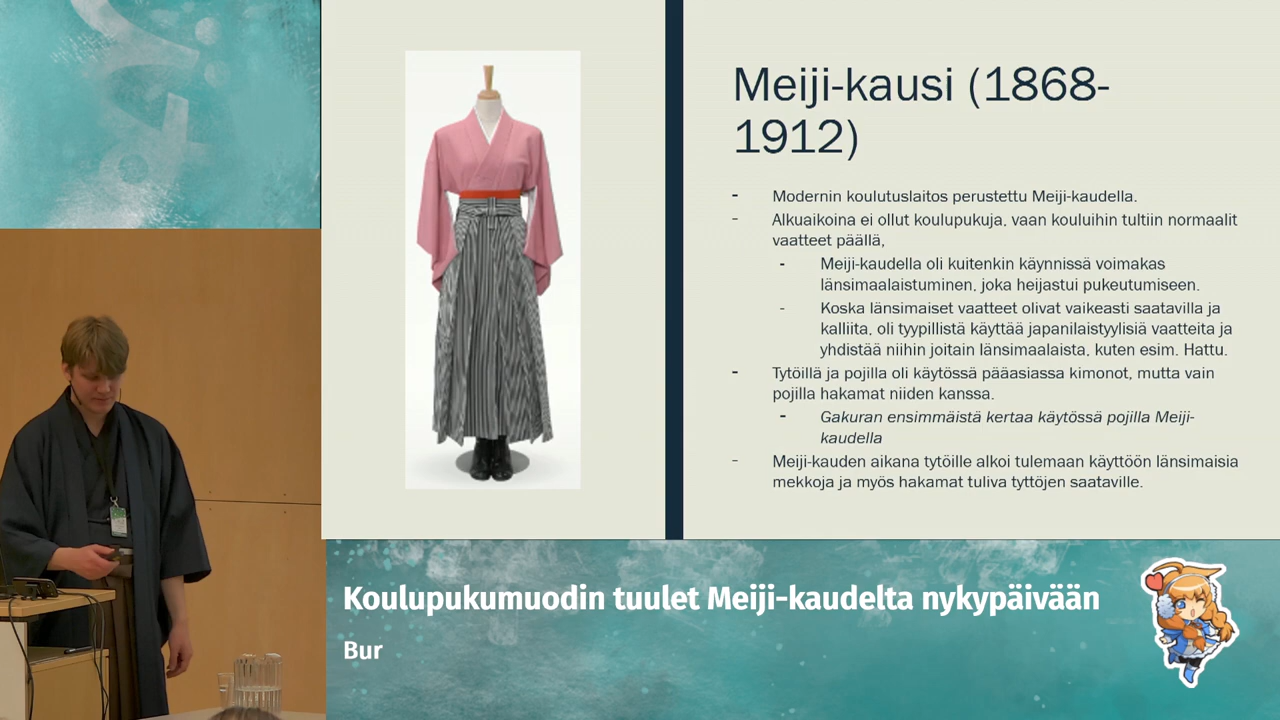 Meiji-kausi (1868-
1912)
- Modernin koulutuslaitos perustettu Meiji-kaudella.
- Alkuaikoina ei ollut koulupukuja, vaan kouluihin tultiin normaalit
vaatteet päällä,
- Meiji-kaudella oli kuitenkin käynnissä voimakas
länsimaalaistuminen, joka heijastui pukeutumiseen.
- Koska länsimaiset vaatteet olivat vaikeasti saatavilla ja
kalliita, oli tyypillistä käyttää japanilaistyylisiä vaatteita ja
yhdistää niihin joitain länsimaalaista, kuten esim. Hattu.
- Tytöillä ja pojilla oli käytössä pääasiassa kimonot, mutta vain
pojilla hakamat niiden kanssa.
- Gakuran ensimmäistä kertaa käytössä pojilla Meiji-
kaudella
- Meiji-kauden aikana tytöille alkoi tulemaan käyttöön länsimaisia
mekkoja ja myös hakamat tuliva tyttöjen saataville.
Koulupukumuodin tuulet Meiji-kaudelta nykypäivään
Bur